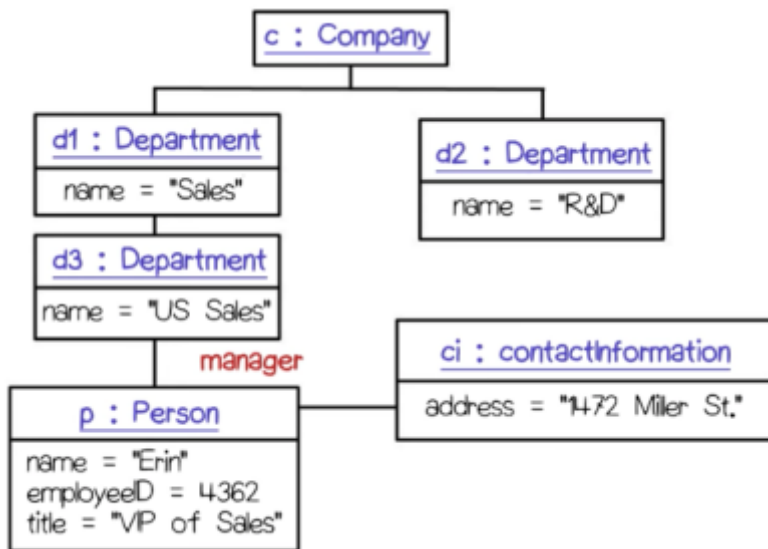 c : Company
d1 : Department
name = "Sales"
d2 : Department
name = "R&D"
d3 : Department
name = "US Sales"
manager
ci : contactInformation
address = "1472 Miller St."
p : Person
name = "Erin"
employeeID = 4362
title = "VIP of Sales"